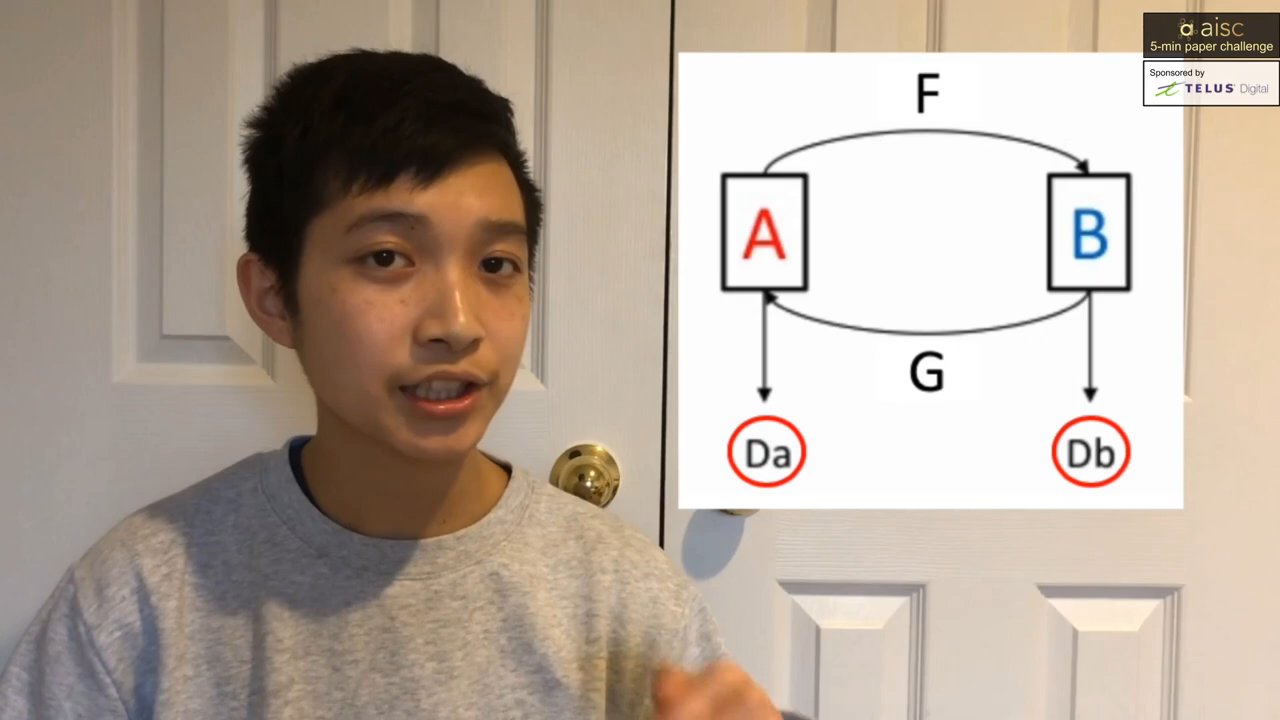 aisc
5-min paper challenge
Sponsored by
TELUS Digital
F
A
B
G
Da
Db